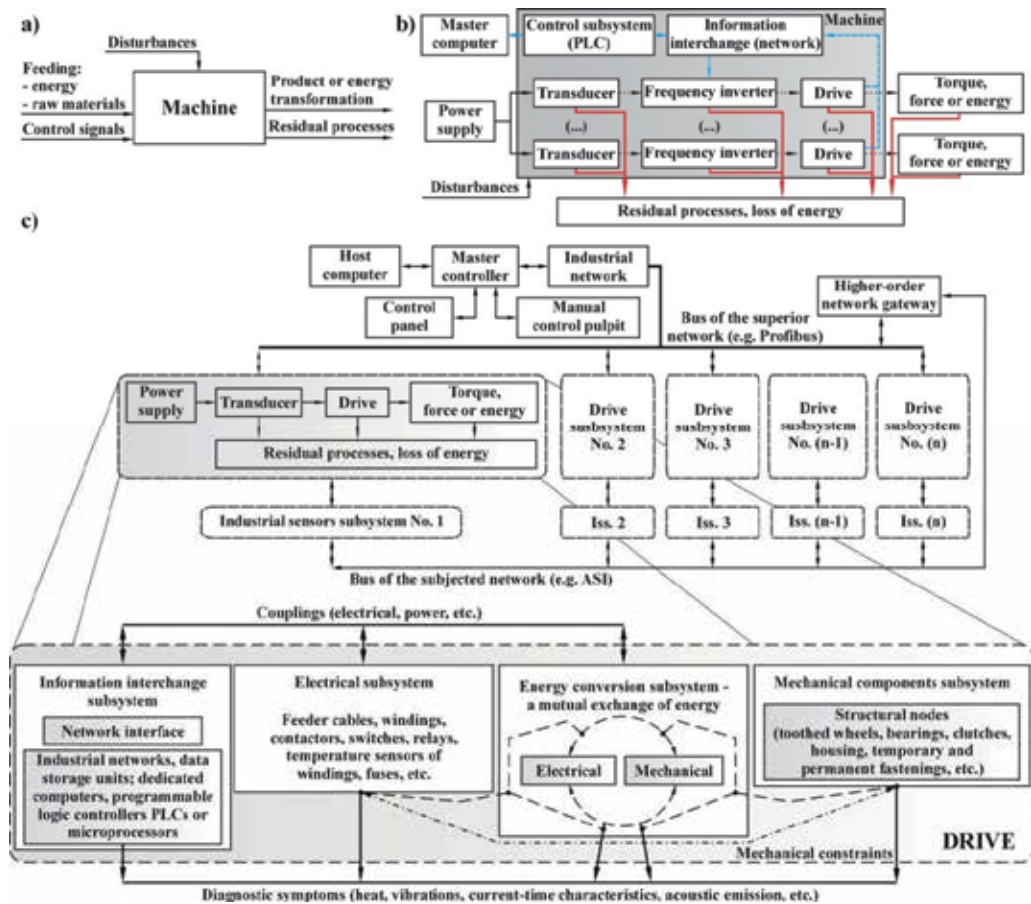 a)
Disturbances
Feeding:
- energy
- raw materials
Control signals
Machine
Product or energy
transformation
Residual processes
b)
Machine
Master
computer
Control subsystem
(PLC)
Information
interchange (network)
Power
supply
Transducer
Frequency inverter
Drive
Torque,
force or energy
(...)
(...)
(...)
Transducer
Frequency inverter
Drive
Torque,
force or energy
Disturbances
Residual processes, loss of energy
c)
Host
computer
Master
controller
Industrial
network
Control
panel
Manual
control pulpit
Higher-order
network gateway
Bus of the superior
network (e.g. Profibus)
Power
supply
Transducer
Drive
Torque,
force or energy
Residual processes, loss of energy
Drive
susbsystem
No. 2
Drive
susbsystem
No. 3
Drive
susbsystem
No. (n-1)
Drive
susbsystem
No. (n)
Industrial sensors subsystem No. 1
Iss. 2
Iss. 3
Iss. (n-1)
Iss. (n)
Bus of the subjected network (e.g. ASI)
Couplings (electrical, power, etc.)
Information interchange
subsystem
Network interface
Industrial networks, data
storage units; dedicated
computers, programmable
logic controllers PLCs or
microprocessors
Electrical subsystem
Feeder cables, windings,
contactors, switches, relays,
temperature sensors of
windings, fuses, etc.
Energy conversion subsystem -
a mutual exchange of energy
Electrical
Mechanical
Mechanical components subsystem
Structural nodes
(toothed wheels, bearings, clutches,
housing, temporary and
permanent fastenings, etc.)
DRIVE
Mechanical constraints
Diagnostic symptoms (heat, vibrations, current-time characteristics, acoustic emission, etc.)